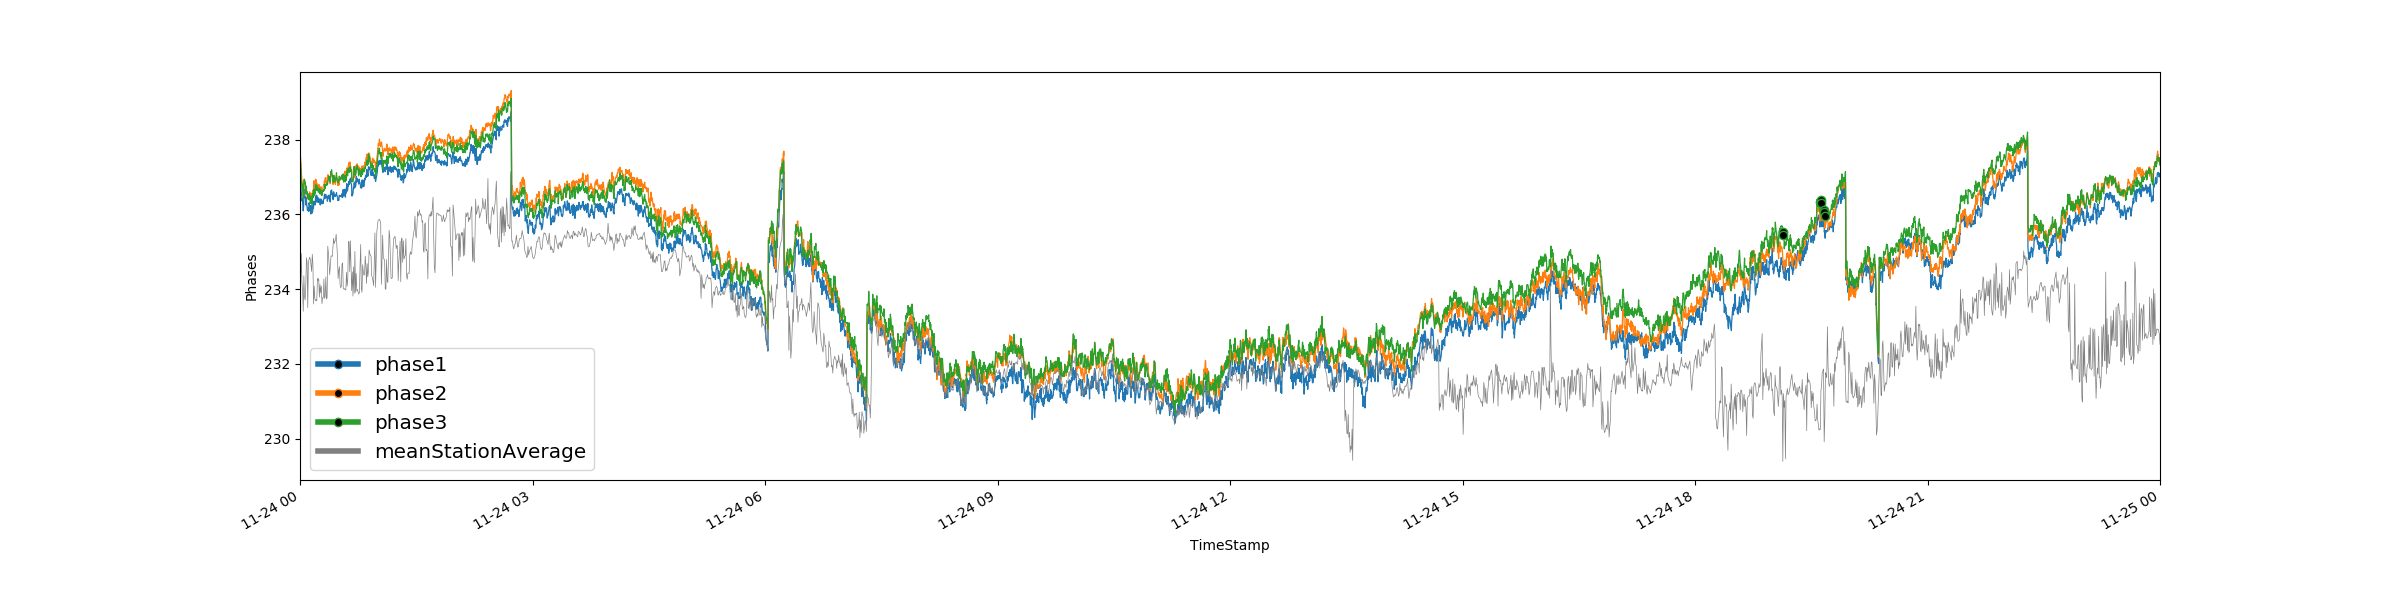 238
236
234
232
230
Phases
phase1
phase2
phase3
meanStationAverage
11-24 00
11-24 03
11-24 06
11-24 09
11-24 12
11-24 15
11-24 18
11-24 21
11-25 00
TimeStamp